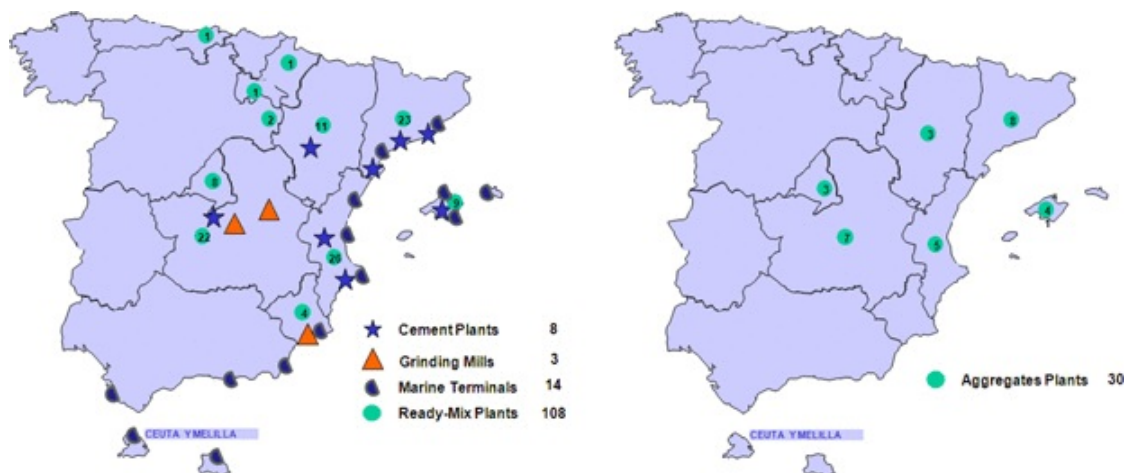 1
1
1
2
11
23
8
9
22
26
4
Cement Plants 8
Grinding Mills 3
Marine Terminals 14
Ready-Mix Plants 108
CEUTA Y MELILLA
3
8
3
4
7
5
Aggregates Plants 30
CEUTA Y MELILLA